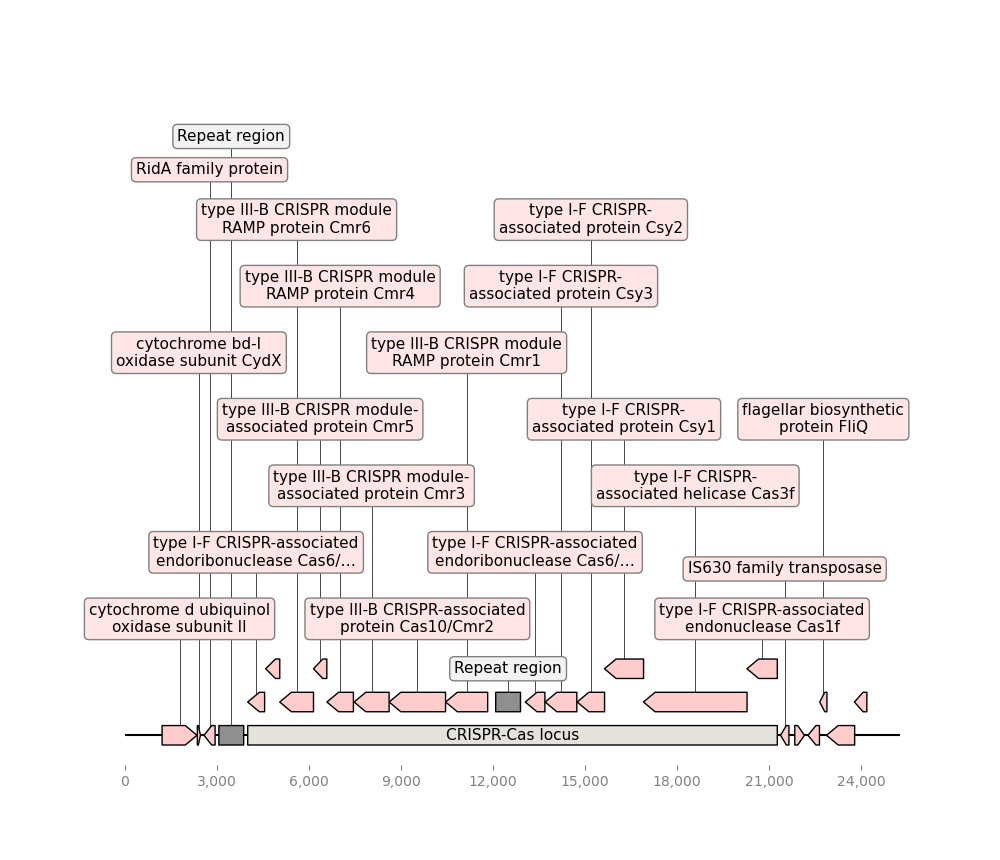 Repeat region
RidA family protein
type III-B CRISPR module
RAMP protein Cmr6
type I-F CRISPR-
associated protein Csy2
type III-B CRISPR module
RAMP protein Cmr4
type I-F CRISPR-
associated protein Csy3
cytochrome bd-I
oxidase subunit CydX
type III-B CRISPR module
RAMP protein Cmr1
type III-B CRISPR module-
associated protein Cmr5
type I-F CRISPR-
associated protein Csy1
flagellar biosynthetic
protein FliQ
type III-B CRISPR module-
associated protein Cmr3
type I-F CRISPR-
associated helicase Cas3f
type I-F CRISPR-associated
endoribonuclease Cas6/...
type I-F CRISPR-associated
endoribonuclease Cas6/...
IS630 family transposase
cytochrome d ubiquinol
oxidase subunit II
type III-B CRISPR-associated
protein Cas10/Cmr2
type I-F CRISPR-associated
endonuclease Cas1f
Repeat region
CRISPR-Cas locus
0 3,000 6,000 9,000 12,000 15,000 18,000 21,000 24,000